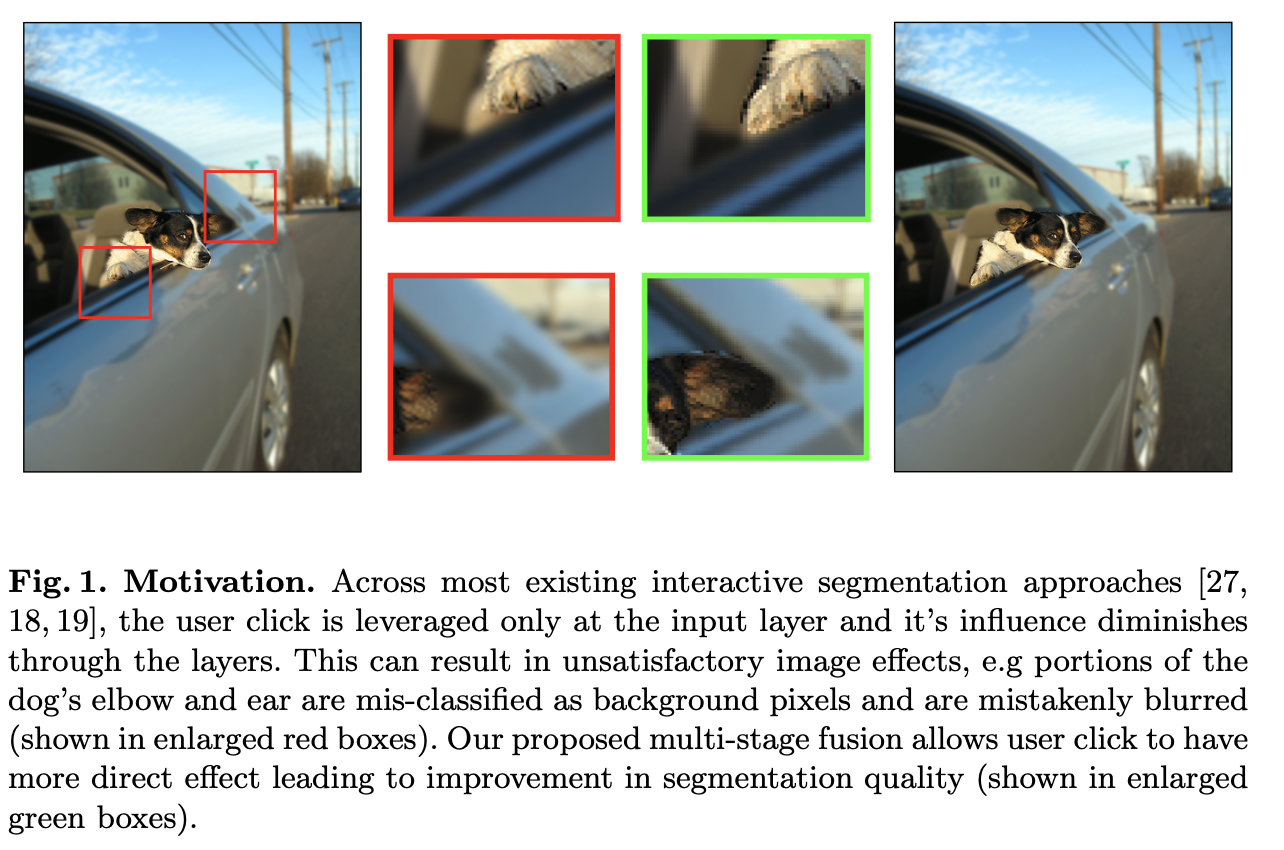 Fig. 1. Motivation. Across most existing interactive segmentation approaches [27,
18, 19], the user click is leveraged only at the input layer and it's influence diminishes
through the layers. This can result in unsatisfactory image effects, e.g portions of the
dog's elbow and ear are mis-classified as background pixels and are mistakenly blurred
(shown in enlarged red boxes). Our proposed multi-stage fusion allows user click to have
more direct effect leading to improvement in segmentation quality (shown in enlarged
green boxes).